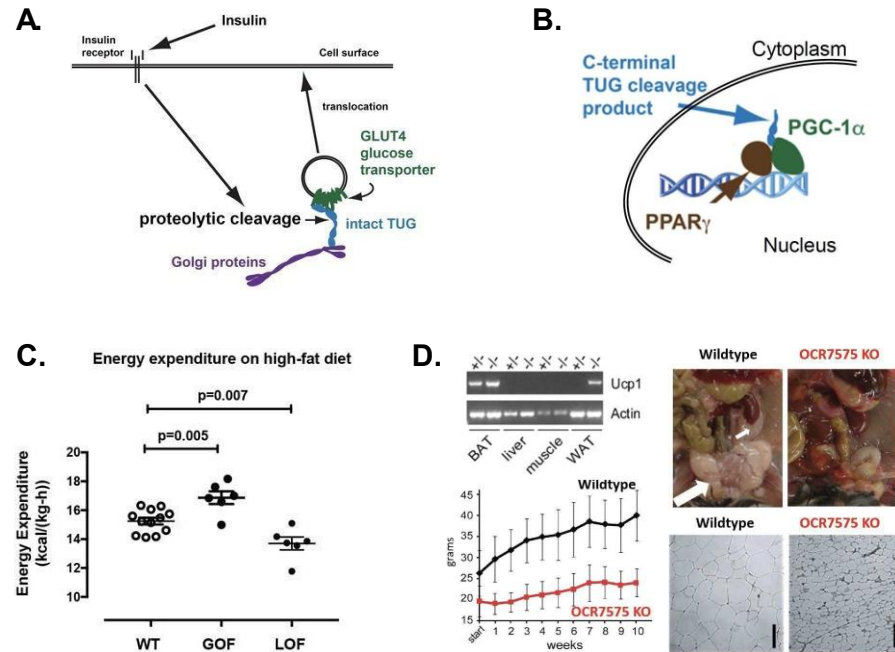 A.
Insulin
Insulin
receptor
Cell surface
translocation
GLUT4
glucose
transporter
proteolytic cleavage
intact TUG
Golgi proteins
B.
Cytoplasm
C-terminal
TUG cleavage
product
PGC-1α
PPARγ
Nucleus
C.
Energy expenditure on high-fat diet
p=0.007
p=0.005
Energy Expenditure
(kcal/(kg-h))
20
18
16
14
12
10
WT
GOF
LOF
D.
+/- -/- +/- -/- +/- -/- +/- -/-
Ucp1
Actin
BAT
liver
muscle
WAT
Wildtype
grams
45
40
35
30
25
20
15
OCR7575 KO
start 1 2 3 4 5 6 7 8 9 10
weeks
Wildtype
OCR7575 KO
Wildtype
OCR7575 KO